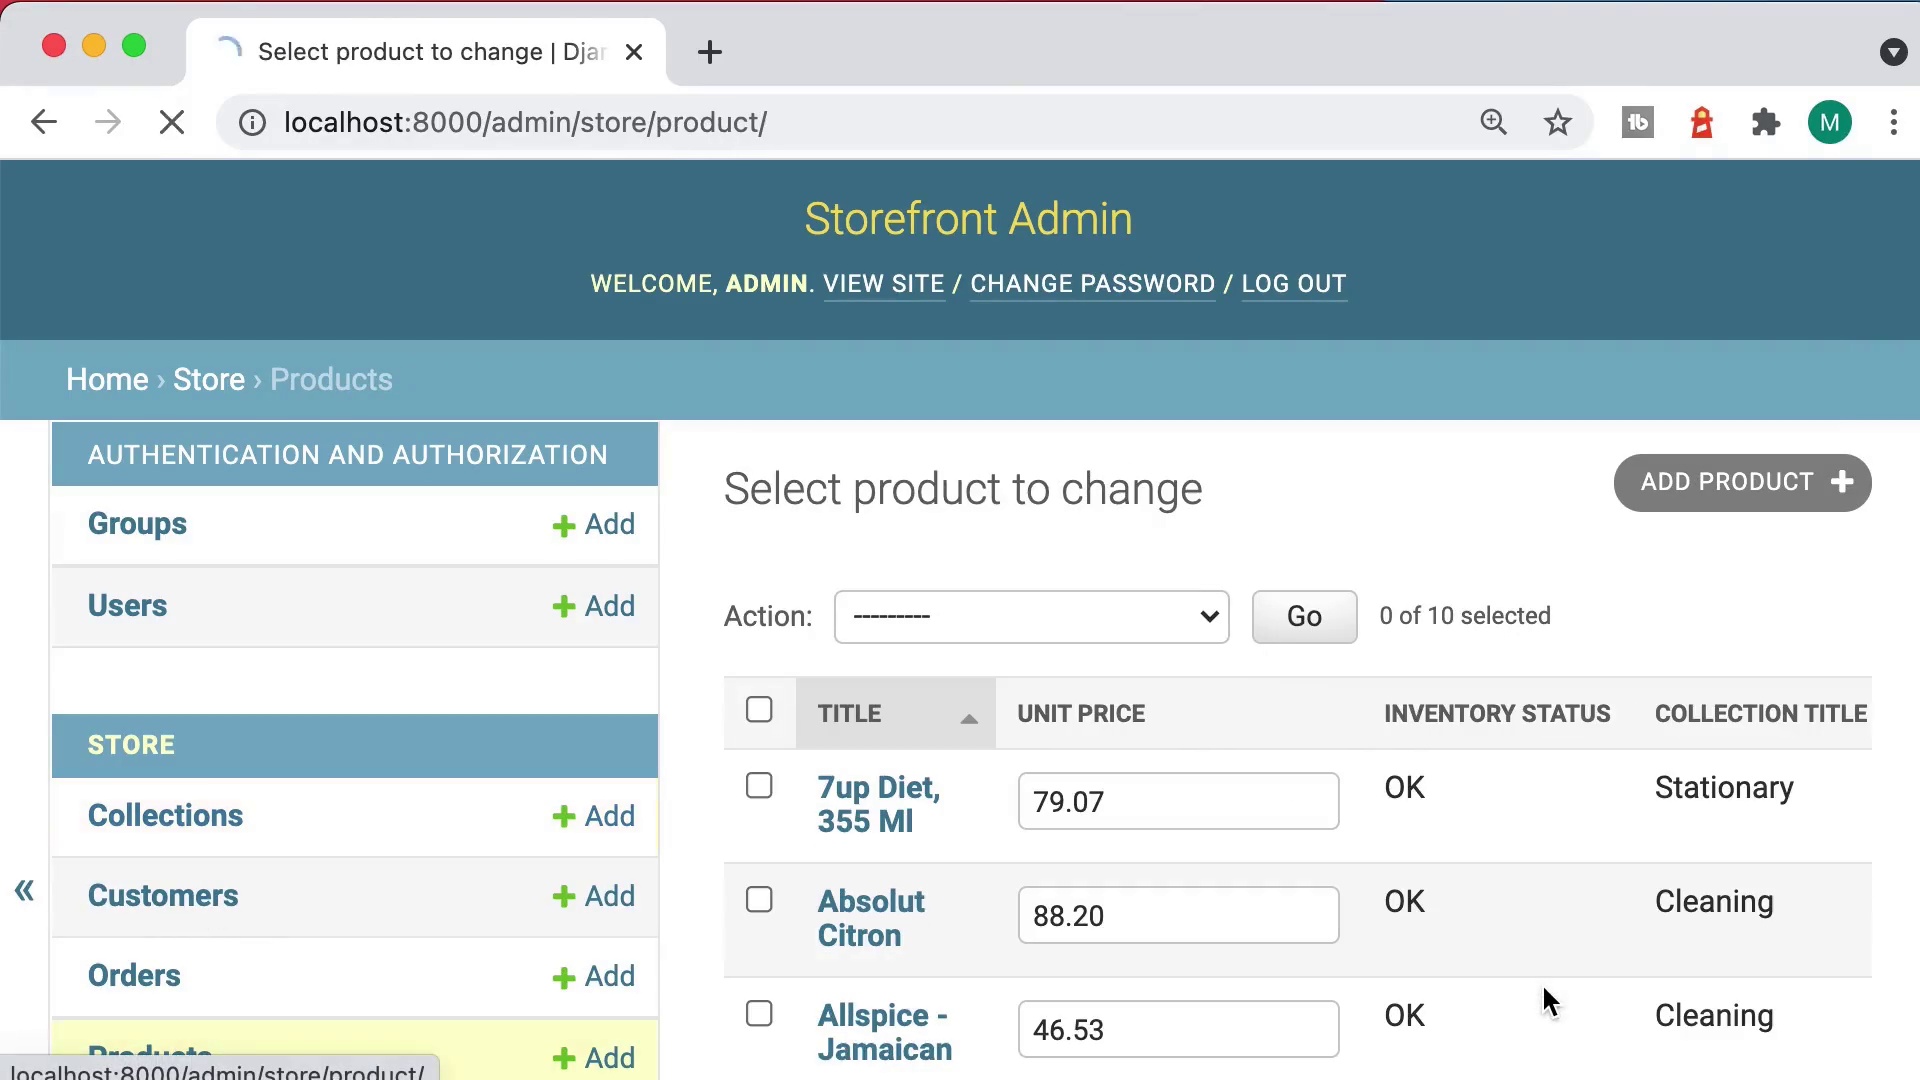 Select product to change | Djan
localhost:8000/admin/store/product/
M
Storefront Admin
WELCOME, ADMIN. VIEW SITE / CHANGE PASSWORD / LOG OUT
Home › Store › Products
AUTHENTICATION AND AUTHORIZATION
Groups + Add
Users + Add
STORE
Collections + Add
Customers + Add
Orders + Add
Products + Add
localhost:8000/admin/store/product/
«
Select product to change
ADD PRODUCT +
Action: --------- Go 0 of 10 selected
TITLE UNIT PRICE INVENTORY STATUS COLLECTION TITLE
7up Diet, 355 Ml 79.07 OK Stationary
Absolut Citron 88.20 OK Cleaning
Allspice - Jamaican 46.53 OK Cleaning